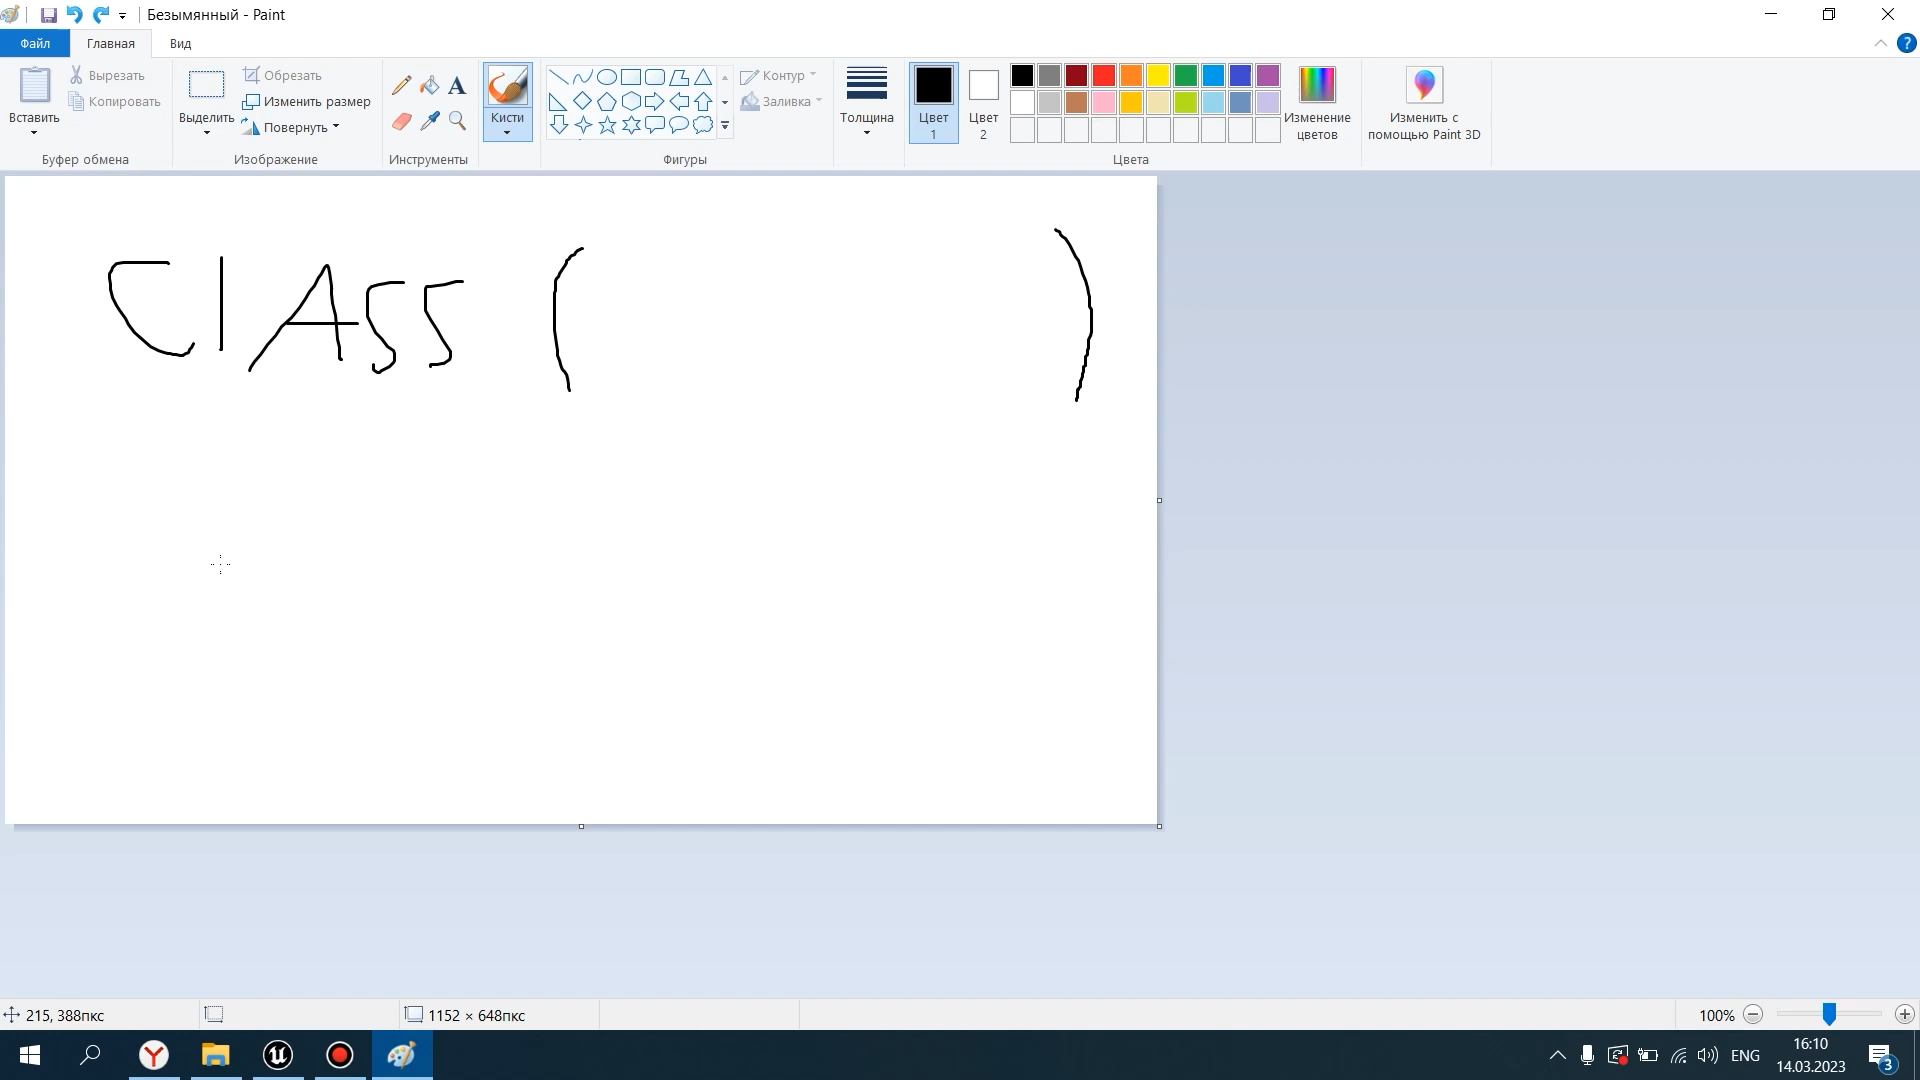 Безымянный - Paint
Файл Главная Вид
Вставить Вырезать Копировать Буфер обмена
Выделить Обрезать Изменить размер Повернуть Изображение
Инструменты
Кисти
Контур Заливка Фигуры
Толщина
Цвет 1 Цвет 2 Изменение цветов Цвета
Изменить с помощью Paint 3D
ClASS ( )
215, 388пкс 1152 × 648пкс 100%
ENG 16:10 14.03.2023 3